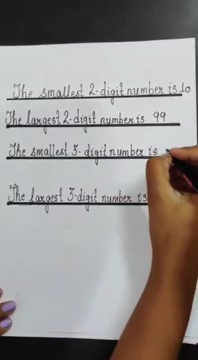 The smallest 2-digit number is 10
The largest 2-digit number is 99
The smallest 3-digit number is
The largest 3-digit number is